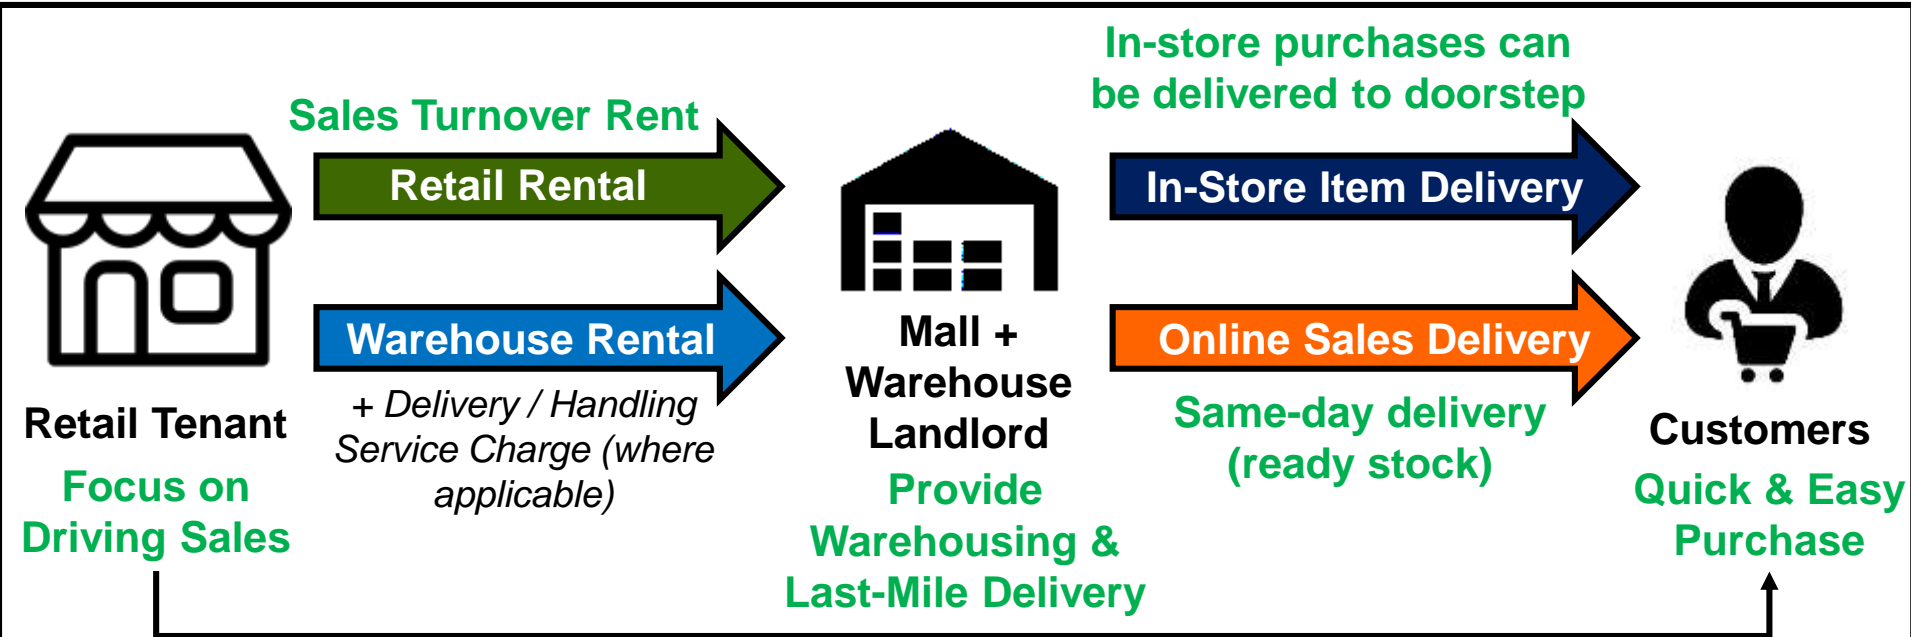 Sales Turnover Rent
Retail Rental
Warehouse Rental
+ Delivery / Handling
Service Charge (where
applicable)
Retail Tenant
Focus on
Driving Sales
Mall +
Warehouse
Landlord
Provide
Warehousing &
Last-Mile Delivery
In-store purchases can
be delivered to doorstep
In-Store Item Delivery
Online Sales Delivery
Same-day delivery
(ready stock)
Customers
Quick & Easy
Purchase